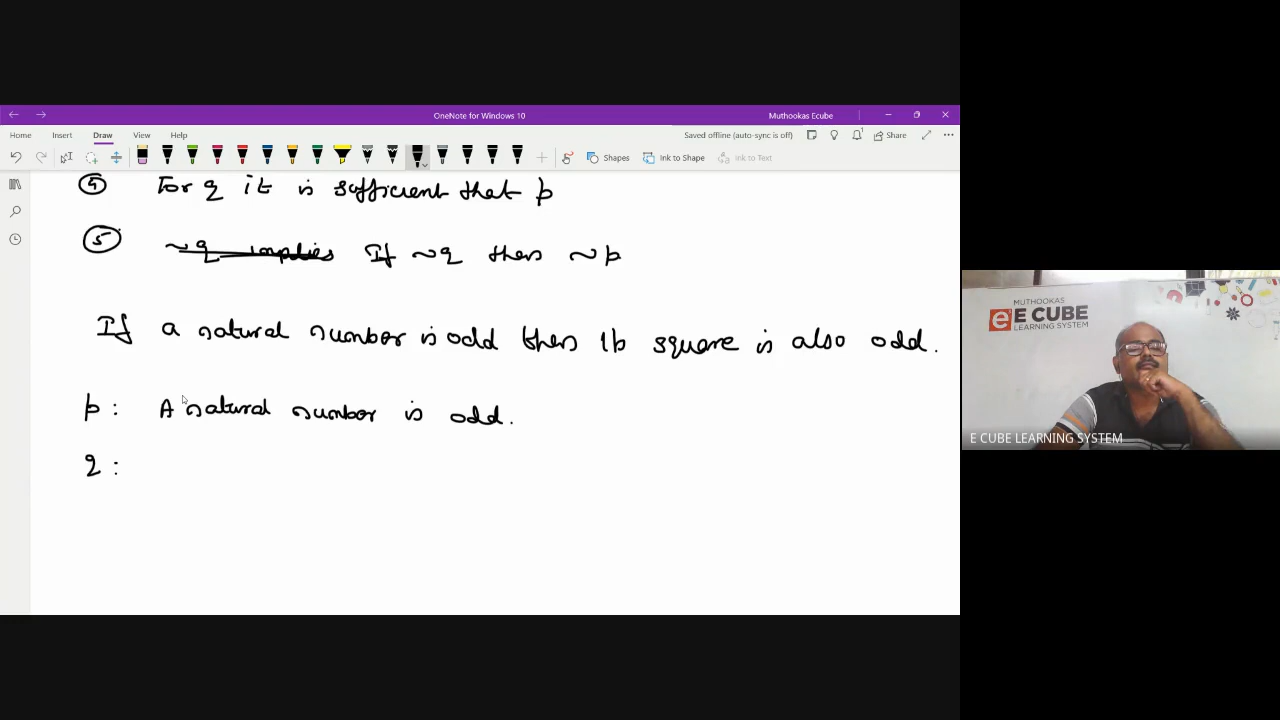 OneNote for Windows 10
Muthookas Ecube
Home Insert Draw View Help
Saved offline (auto-sync is off)
Share
Shapes
Ink to Shape
Ink to Text
For q it is sufficient that p
⑤ ~q implies If ~q then ~p
If a natural number is odd then its square is also odd.
p: A natural number is odd.
q:
MUTHOOKAS
e E CUBE
LEARNING SYSTEM
E CUBE LEARNING SYSTEM